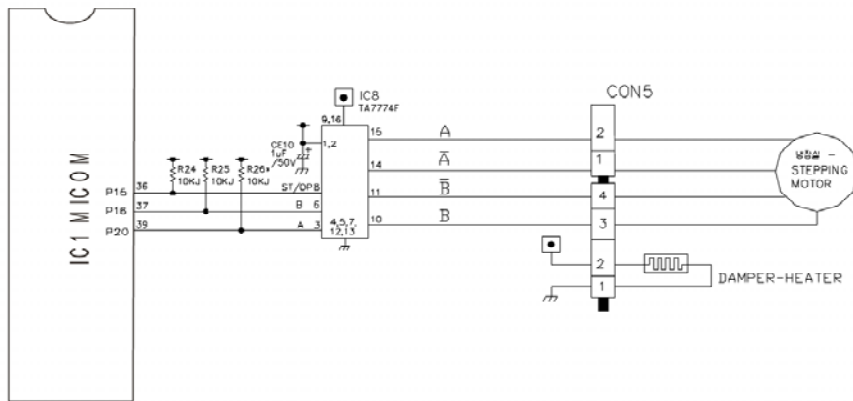 IC1 MICOM
P15
P18
P20
36
37
39
R24
10KJ
R25
10KJ
R26*
10KJ
CE10
1uF
/50V
+
IC8
TA7774F
9,16
1,2
ST/OP 8
B 6
A 3
4,5,7,
12,13
15
14
11
10
A
A̅
B̅
B
CON5
2
1
4
3
2
1
STEPPING
MOTOR
DAMPER-HEATER